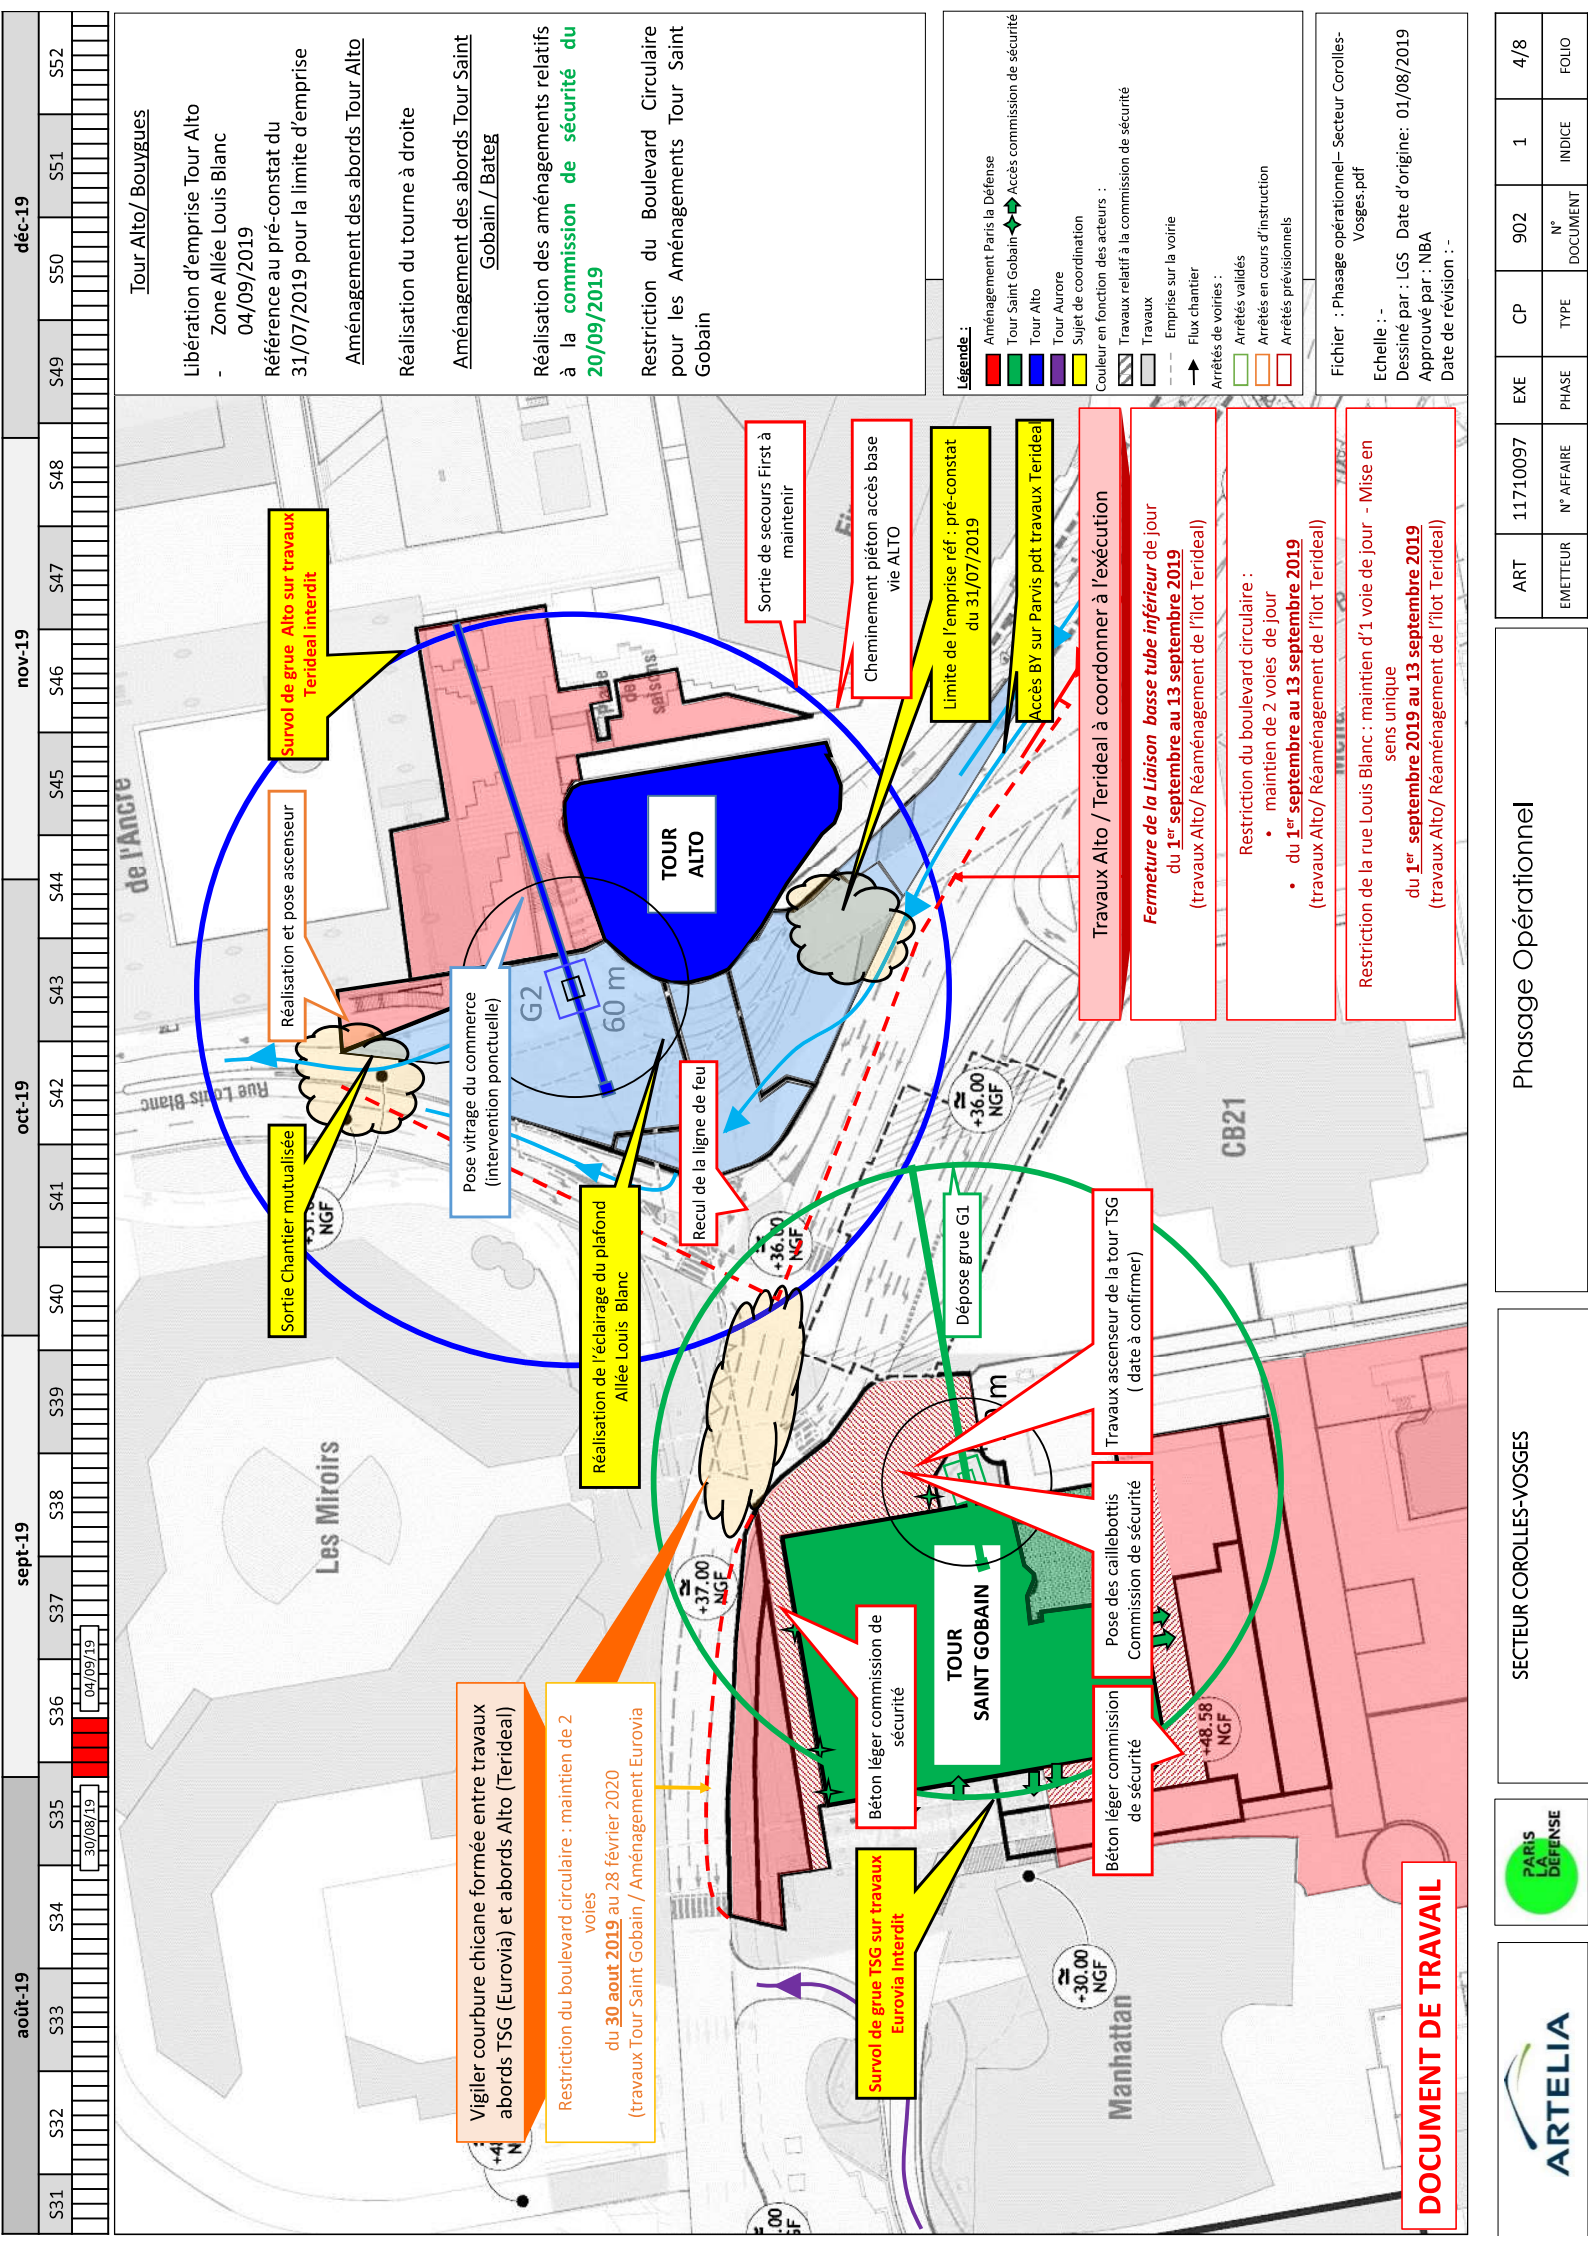 août-19
sept-19
oct-19
nov-19
déc-19
S31 S32 S33 S34 S35 S36 S37 S38 S39 S40 S41 S42 S43 S44 S45 S46 S47 S48 S49 S50 S51 S52
30/08/19
04/09/19
Tour Alto/ Bouygues
Libération d'emprise Tour Alto
- Zone Allée Louis Blanc
04/09/2019
Référence au pré-constat du
31/07/2019 pour la limite d'emprise
Aménagement des abords Tour Alto
Réalisation du tourne à droite
Aménagement des abords Tour Saint
Gobain / Bateg
Réalisation des aménagements relatifs
à la commission de sécurité du
20/09/2019
Restriction du Boulevard Circulaire
pour les Aménagements Tour Saint
Gobain
Légende :
Aménagement Paris la Défense
Tour Saint Gobain
Accès commission de sécurité
Tour Alto
Tour Aurore
Sujet de coordination
Couleur en fonction des acteurs :
Travaux relatif à la commission de sécurité
Travaux
Emprise sur la voirie
Flux chantier
Arrêtés de voiries :
Arrêtés validés
Arrêtés en cours d'instruction
Arrêtés prévisionnels
Fichier : Phasage opérationnel– Secteur Corolles-
Vosges.pdf
Echelle : -
Dessiné par : LGS Date d'origine: 01/08/2019
Approuvé par : NBA
Date de révision : -
Survol de grue Alto sur travaux
Terideal interdit
Réalisation et pose ascenseur
Sortie Chantier mutualisée
Pose vitrage du commerce
(intervention ponctuelle)
Réalisation de l'éclairage du plafond
Allée Louis Blanc
Recul de la ligne de feu
Sortie de secours First à
maintenir
Cheminement piéton accès base
vie ALTO
Limite de l'emprise réf : pré-constat
du 31/07/2019
Accès BY sur Parvis pdt travaux Terideal
de l'Ancre
Rue Louis Blanc
Les Miroirs
Place
des
saisons
G2
60 m
TOUR
ALTO
+36.00
NGF
+36.00
NGF
+37.00
NGF
+48.58
NGF
+30.00
NGF
CB21
Manhattan
Travaux Alto / Terideal à coordonner à l'exécution
Fermeture de la Liaison basse tube inférieur de jour
du 1er septembre au 13 septembre 2019
(travaux Alto/ Réaménagement de l'îlot Terideal)
Restriction du boulevard circulaire :
• maintien de 2 voies de jour
• du 1er septembre au 13 septembre 2019
(travaux Alto/ Réaménagement de l'îlot Terideal)
Restriction de la rue Louis Blanc : maintien d'1 voie de jour - Mise en
sens unique
du 1er septembre 2019 au 13 septembre 2019
(travaux Alto/ Réaménagement de l'îlot Terideal)
Vigiler courbure chicane formée entre travaux
abords TSG (Eurovia) et abords Alto (Terideal)
Restriction du boulevard circulaire : maintien de 2
voies
du 30 aout 2019 au 28 février 2020
(travaux Tour Saint Gobain / Aménagement Eurovia
Dépose grue G1
Travaux ascenseur de la tour TSG
( date à confirmer)
Pose des caillebottis
Commission de sécurité
Béton léger commission de
sécurité
Béton léger commission
de sécurité
TOUR
SAINT GOBAIN
Survol de grue TSG sur travaux
Eurovia Interdit
DOCUMENT DE TRAVAIL
ARTELIA
PARIS
LA
DEFENSE
SECTEUR COROLLES-VOSGES
Phasage Opérationnel
ART 11710097 EXE CP 902 1 4/8
EMETTEUR N° AFFAIRE PHASE TYPE N° DOCUMENT INDICE FOLIO